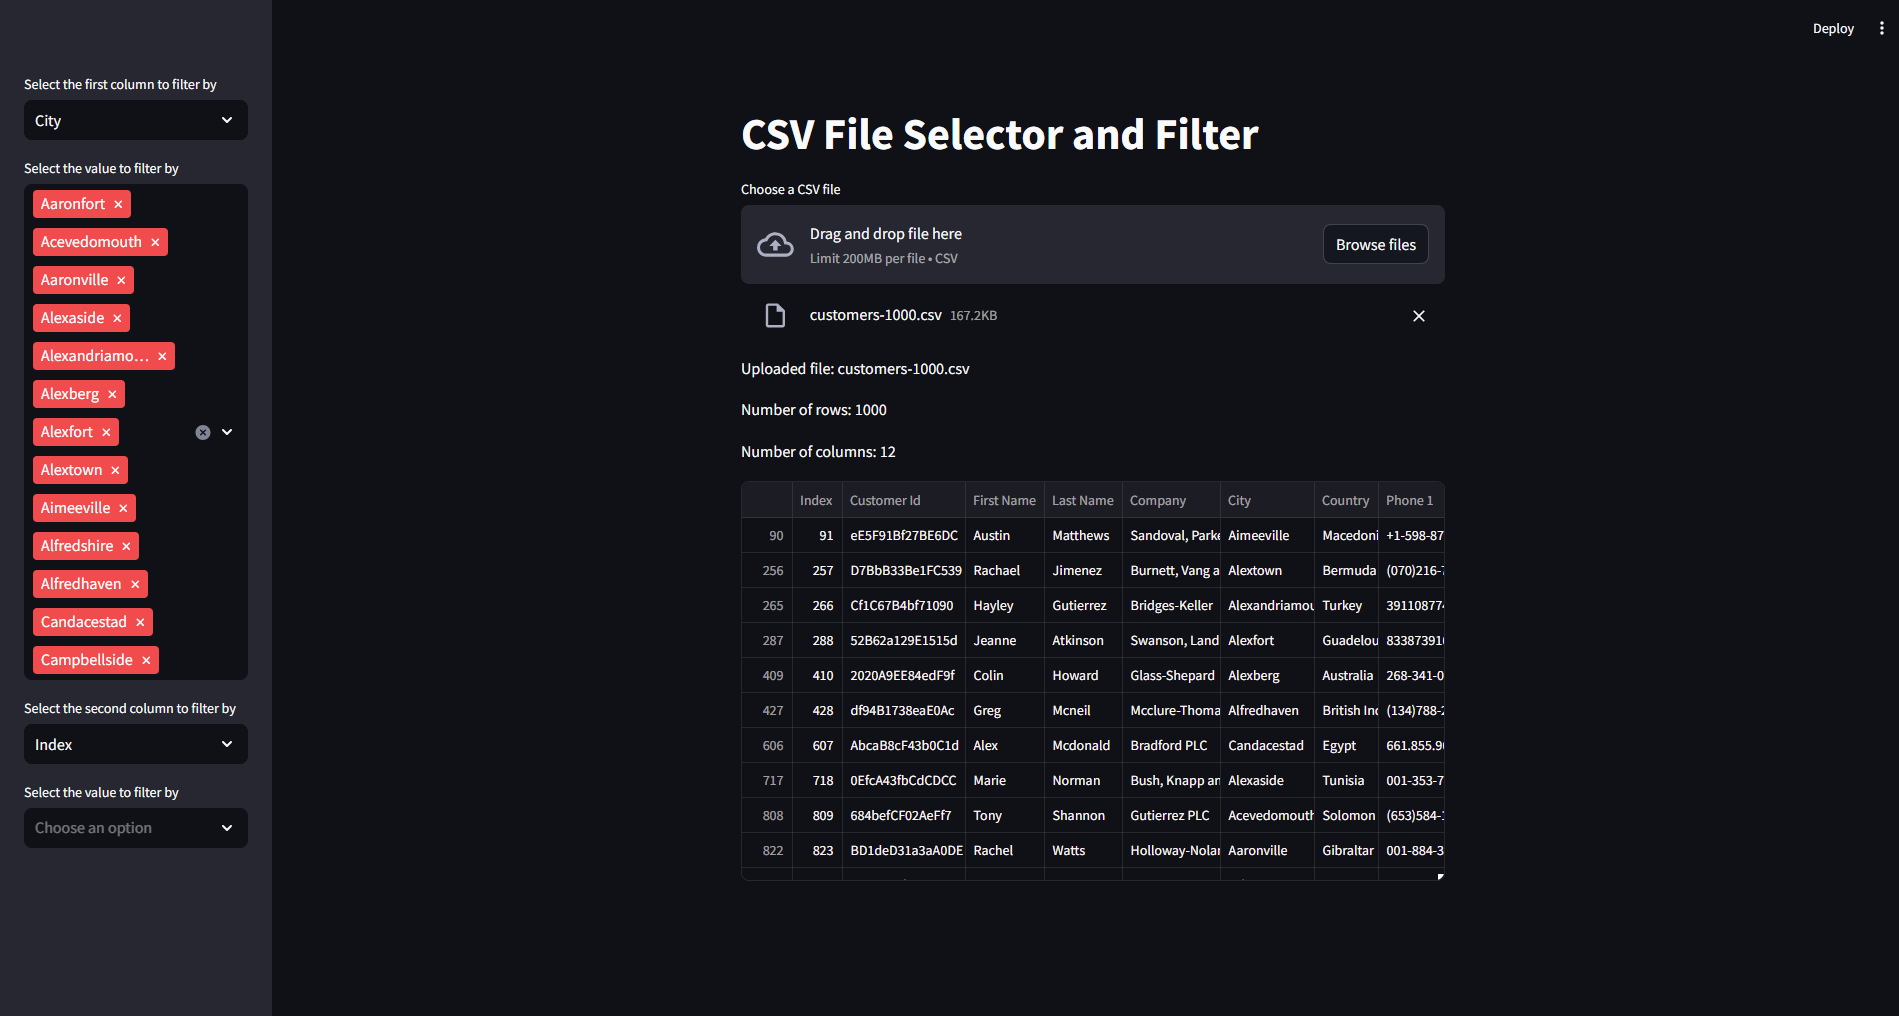 Deploy
Select the first column to filter by
City
Select the value to filter by
Aaronfort
Acevedomouth
Aaronville
Alexaside
Alexandriamo...
Alexberg
Alexfort
Alextown
Aimeeville
Alfredshire
Alfredhaven
Candacestad
Campbellside
Select the second column to filter by
Index
Select the value to filter by
Choose an option
CSV File Selector and Filter
Choose a CSV file
Drag and drop file here
Limit 200MB per file • CSV
Browse files
customers-1000.csv 167.2KB
Uploaded file: customers-1000.csv
Number of rows: 1000
Number of columns: 12
Index Customer Id First Name Last Name Company City Country Phone 1
90 91 eE5F91Bf27BE6DC Austin Matthews Sandoval, Parke Aimeeville Macedoni +1-598-87
256 257 D7BbB33Be1FC539 Rachael Jimenez Burnett, Vang a Alextown Bermuda (070)216-7
265 266 Cf1C67B4bf71090 Hayley Gutierrez Bridges-Keller Alexandriamou Turkey 391108774
287 288 52B62a129E1515d Jeanne Atkinson Swanson, Land Alexfort Guadelou 833873910
409 410 2020A9EE84edF9f Colin Howard Glass-Shepard Alexberg Australia 268-341-0
427 428 df94B1738eaE0Ac Greg Mcneil Mcclure-Thoma Alfredhaven British Ind (134)788-2
606 607 AbcaB8cF43b0C1d Alex Mcdonald Bradford PLC Candacestad Egypt 661.855.90
717 718 0EfcA43fbCdCDCC Marie Norman Bush, Knapp an Alexaside Tunisia 001-353-7
808 809 684befCF02AeFf7 Tony Shannon Gutierrez PLC Acevedomouth Solomon (653)584-1
822 823 BD1deD31a3aA0DE Rachel Watts Holloway-Nolan Aaronville Gibraltar 001-884-3